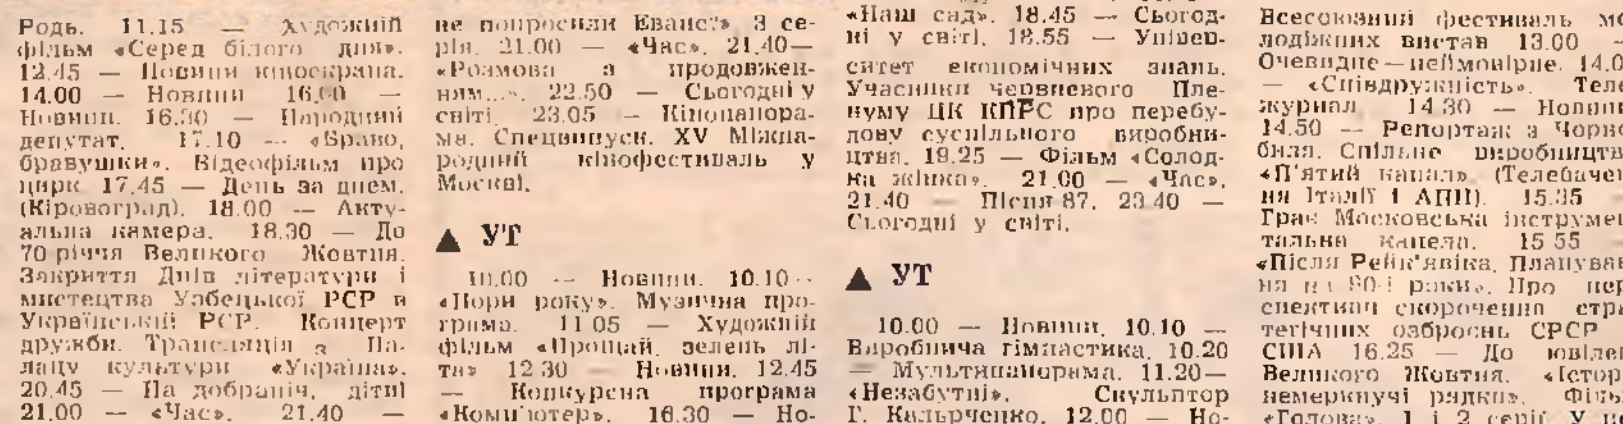 Родь. 11.15 — Художній
фільм «Серед білого дня».
12.45 — Новини кіноекрана.
14.00 — Новини 16.00 —
Новини. 16.30 — Народний
депутат. 17.10 — «Браво,
бравушки». Відеофільм про
цирк 17.45 — День за днем.
(Кіровоград). 18.00 — Акту-
альна камера. 18.30 — До
70-річчя Великого Жовтня.
Закриття Днів літератури і
мистецтва Узбецької РСР в
Українській РСР. Концерт
дружби. Трансляція з Па-
лацу культури «Україна».
20.45 — На добраніч, діти!
21.00 — «Час». 21.40 —
не попросили Еванс?» 3 се-
рія. 21.00 — «Час». 21.40—
«Розмова з продовжен-
ням...». 22.50 — Сьогодні у
світі. 23.05 — Кінопанора-
ма. Спецвипуск. XV Міжна-
родний кінофестиваль у
Москві.
▲ УТ
10.00 — Новини. 10.10 —
«Пори року». Музична про-
грама. 11 05 — Художній
фільм «Прощай, зелень лі-
та» 12 30 — Новини. 12.45
— Конкурсна програма
«Комп'ютер». 16.30 — Но-
«Наш сад». 18.45 — Сьогод-
ні у світі. 18.55 — Універ-
ситет економічних знань.
Учасники червневого Пле-
нуму ЦК КПРС про перебу-
дову суспільного виробни-
цтва. 19.25 — Фільм «Солод-
ка жінка». 21.00 — «Час».
21.40 — Пісня 87. 23 40 —
Сьогодні у світі.
▲ УТ
10.00 — Новини. 10.10 —
Виробнича гімнастика. 10.20
— Мультипанорама. 11.20—
«Незабутні». Скульптор
Г. Кальрченко. 12.00 — Но-
Всесоюзний фестиваль мо-
лодіжних вистав 13.00 —
Очевидне—неймовірне. 14.0
— «Співдружність». Теле-
журнал 14 30 — Новини
14.50 — Репортаж з Чорно-
биля. Спільне виробництв
«П'ятий канал». (Телебачен-
ня Італії і АПН). 15.35
Грає Московська інструмен-
тальна капела. 15 55 —
«Після Рейк'явіка. Плануван-
ня на 90-і роки». Про пер-
спективи скорочення стра-
тегічних озброєнь СРСР
США 16.25 — До ювілею
Великого Жовтня. «Історії
немеркнучі рядки». Філь
«Голова». 1 і 2 серії У